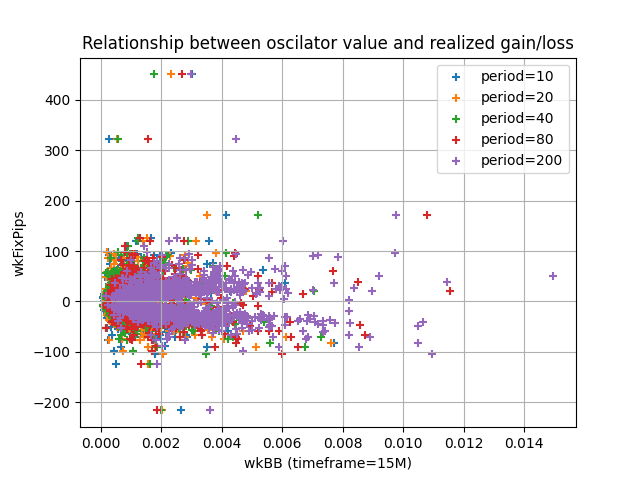 Relationship between oscilator value and realized gain/loss
period=10
period=20
period=40
period=80
period=200
wkFixPips
400
300
200
100
0
−100
−200
0.000 0.002 0.004 0.006 0.008 0.010 0.012 0.014
wkBB (timeframe=15M)